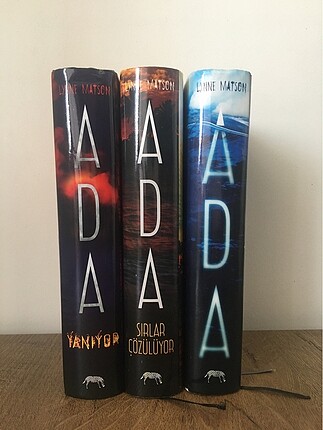 LYNNE MATSON
ADA
YANIYOR
LYNNE MATSON
ADA
SIRLAR
ÇÖZÜLÜYOR
LYNNE MATSON
ADA